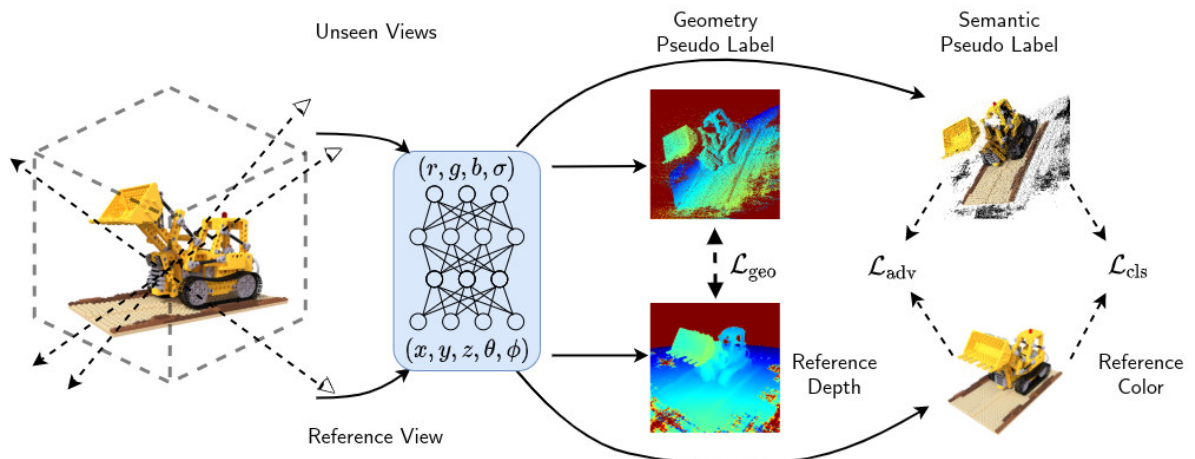 Unseen Views
Geometry
Pseudo Label
Semantic
Pseudo Label
(r, g, b, σ)
(x, y, z, θ, ϕ)
ℒgeo
ℒadv
ℒcls
Reference
Depth
Reference
Color
Reference View